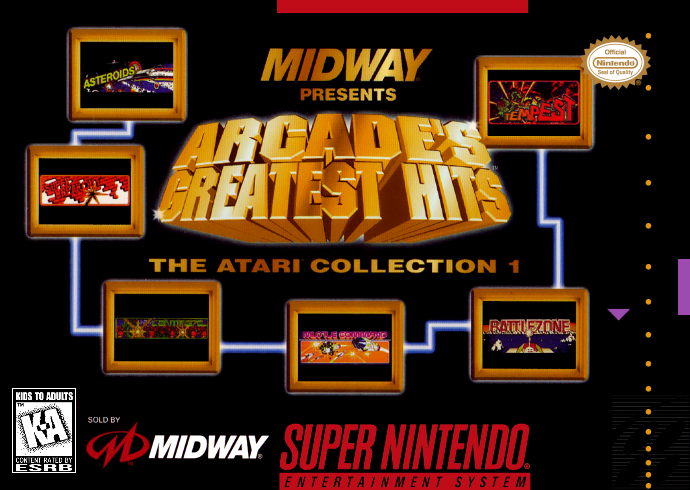 MIDWAY
PRESENTS
ARCADE'S
GREATEST HITS
THE ATARI COLLECTION 1
ASTEROIDS
TEMPEST
CENTIPEDE
MISSILE COMMAND
BATTLEZONE
Official
Nintendo
Seal of Quality
KIDS TO ADULTS
TM
K-A
CONTENT RATED BY
ESRB
SOLD BY
MIDWAY
SUPER NINTENDO
ENTERTAINMENT SYSTEM